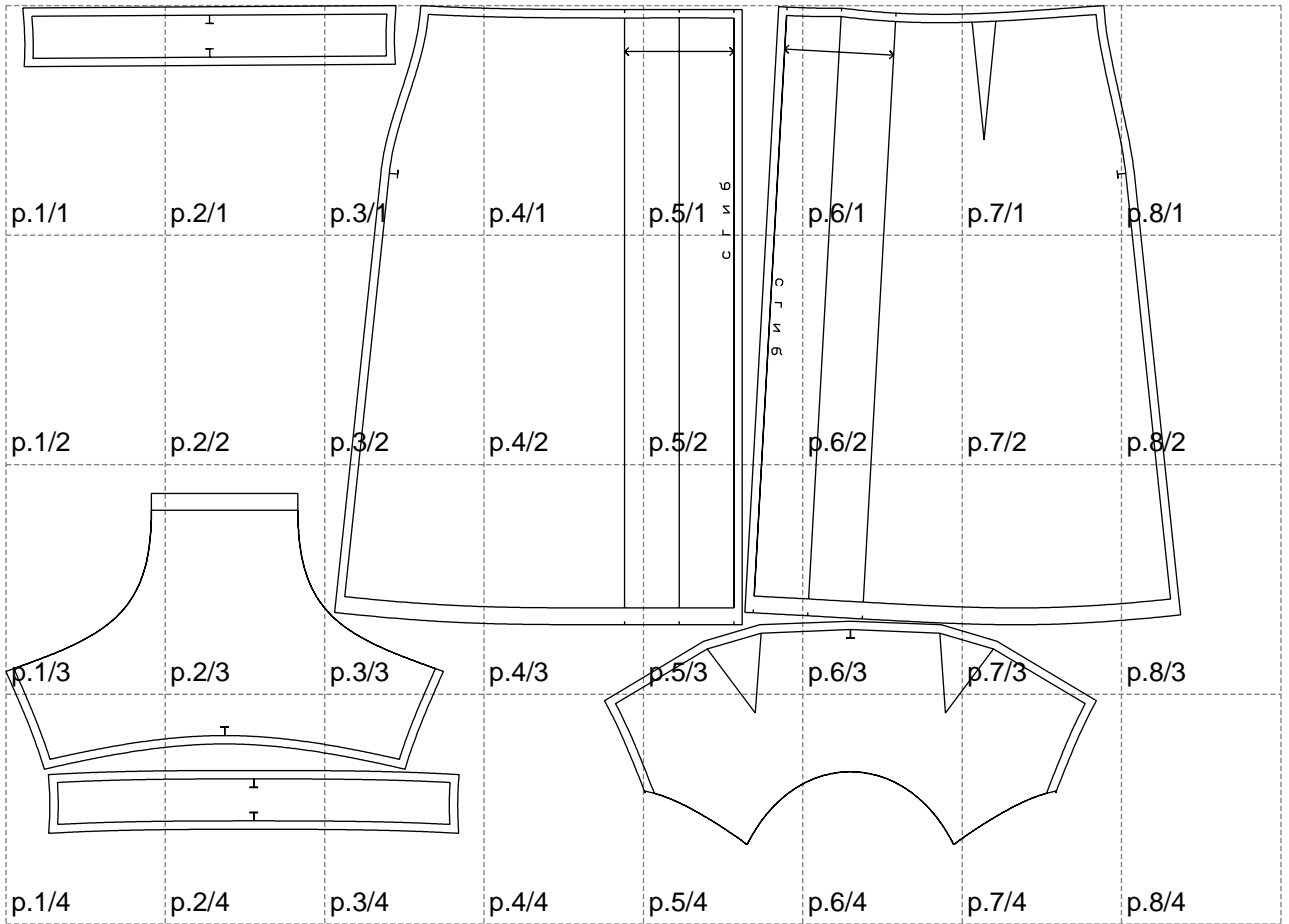 p.1/1 p.2/1 p.3/1 p.4/1 p.5/1 p.6/1 p.7/1 p.8/1
с г и б
с г и б
p.1/2 p.2/2 p.3/2 p.4/2 p.5/2 p.6/2 p.7/2 p.8/2
p.1/3 p.2/3 p.3/3 p.4/3 p.5/3 p.6/3 p.7/3 p.8/3
p.1/4 p.2/4 p.3/4 p.4/4 p.5/4 p.6/4 p.7/4 p.8/4